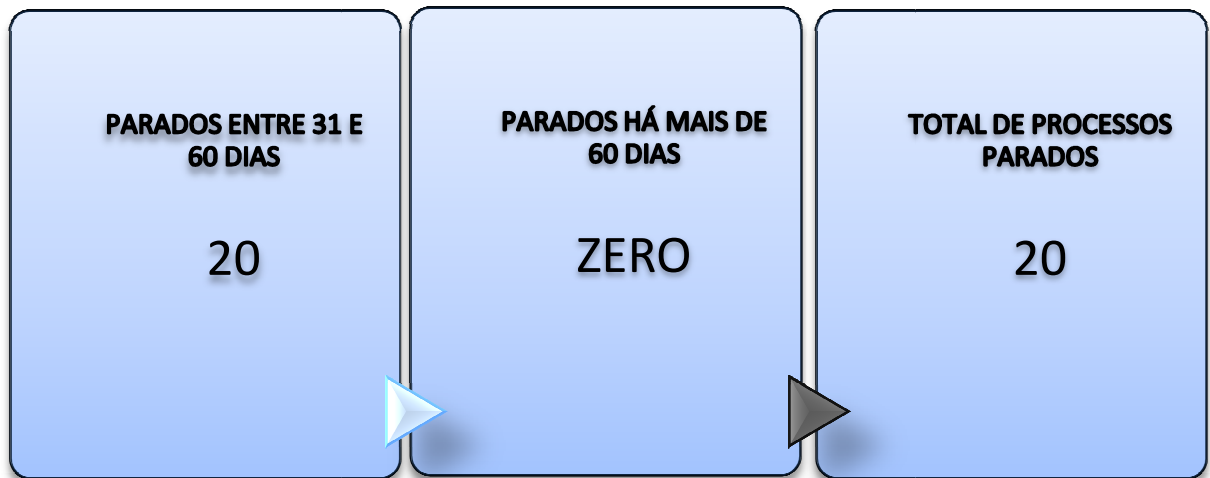 PARADOS ENTRE 31 E
60 DIAS
20
PARADOS HÁ MAIS DE
60 DIAS
ZERO
TOTAL DE PROCESSOS
PARADOS
20